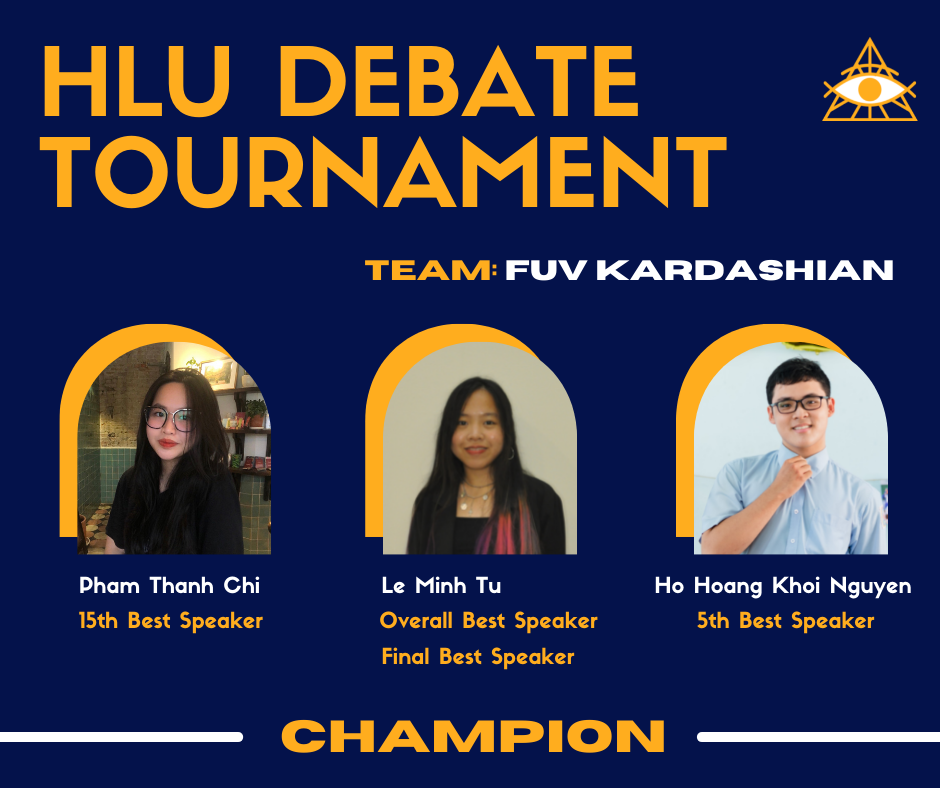 HLU DEBATE
TOURNAMENT
TEAM: FUV KARDASHIAN
Pham Thanh Chi
15th Best Speaker
Le Minh Tu
Overall Best Speaker
Final Best Speaker
Ho Hoang Khoi Nguyen
5th Best Speaker
CHAMPION